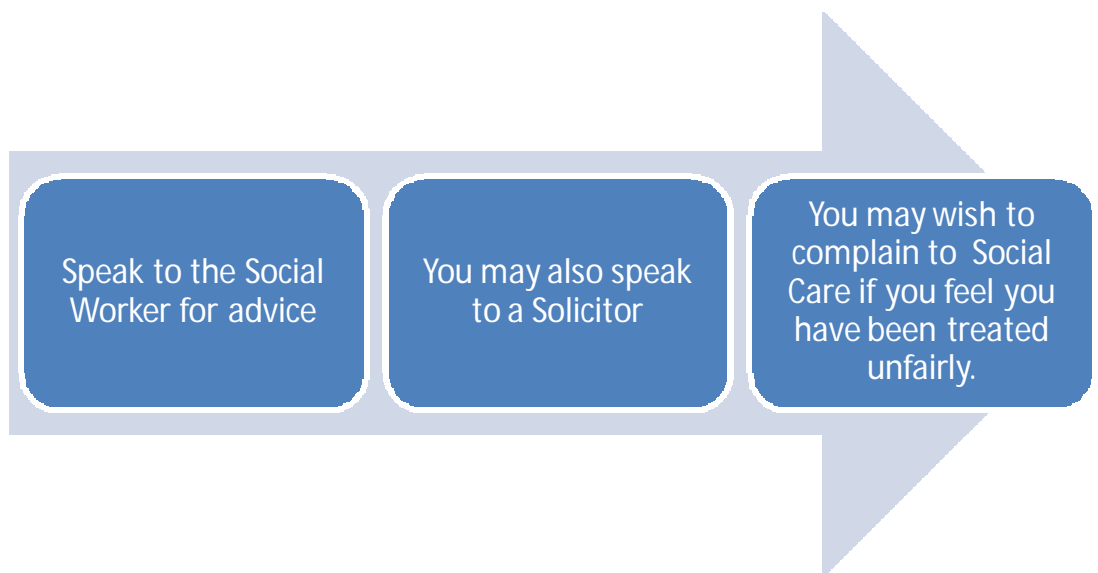 Speak to the Social
Worker for advice
You may also speak
to a Solicitor
You may wish to
complain to Social
Care if you feel you
have been treated
unfairly.